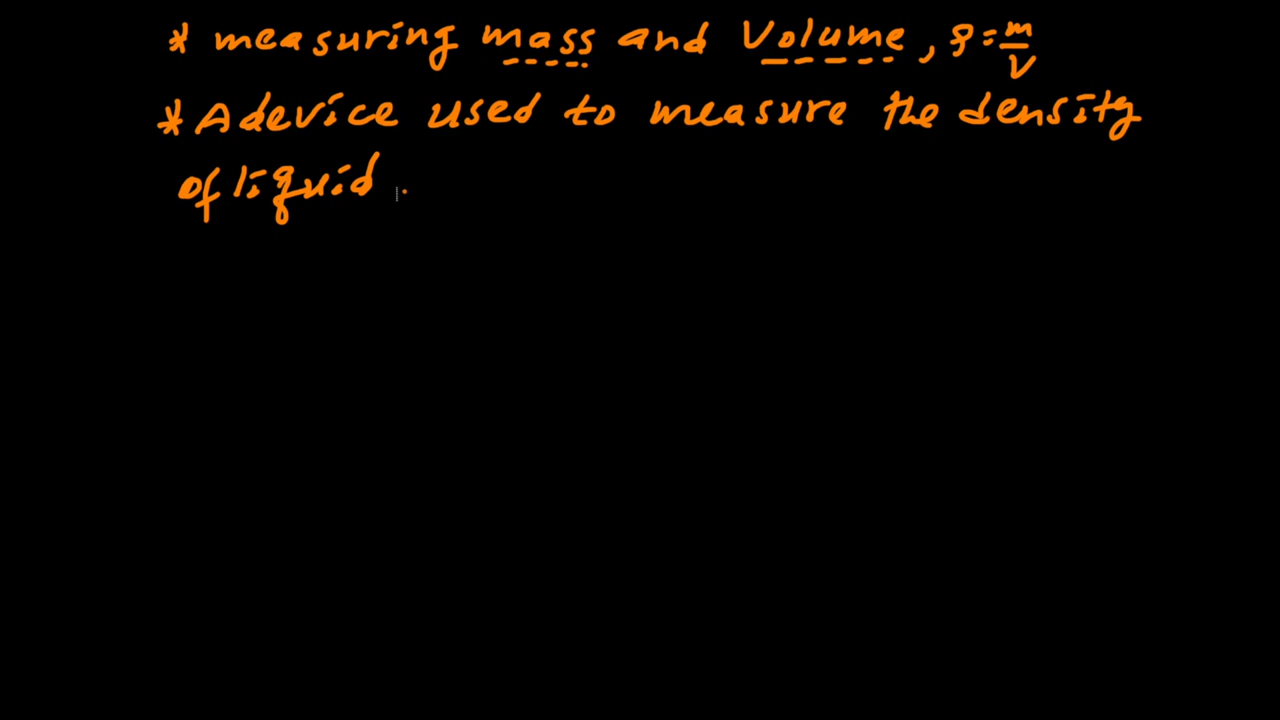 * measuring mass and Volume, ρ = m/V
* A device used to measure the density
of liquid .